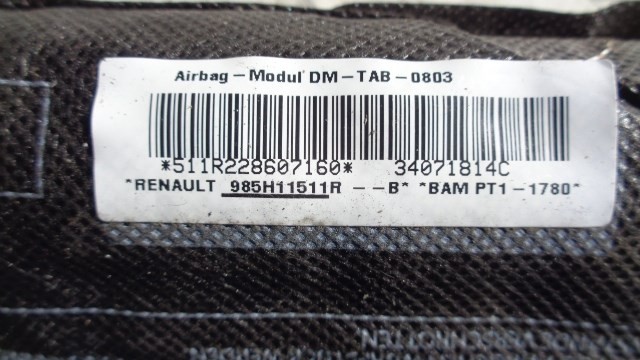 Airbag-Modul DM-TAB-0803
*511R228607160* 34071814C
*RENAULT 985H11511R --B* *BAM PT1-1780*